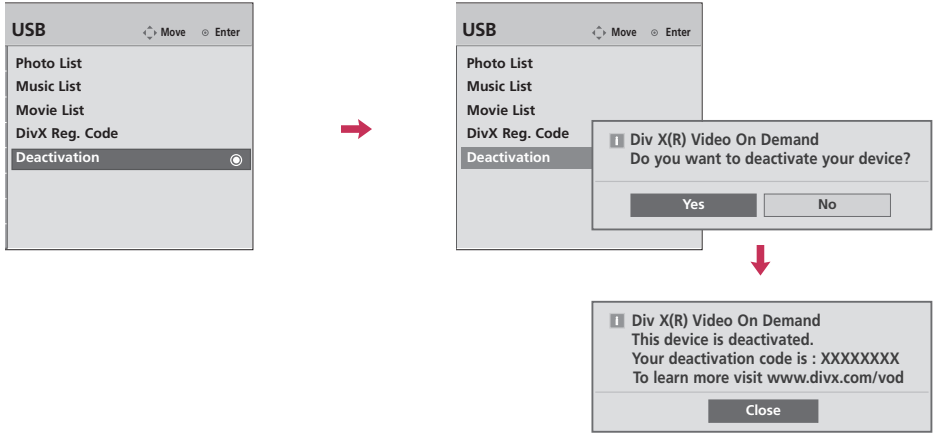 USB Move Enter
Photo List
Music List
Movie List
DivX Reg. Code
Deactivation
USB Move Enter
Photo List
Music List
Movie List
DivX Reg. Code
Deactivation
i Div X(R) Video On Demand
Do you want to deactivate your device?
Yes No
i Div X(R) Video On Demand
This device is deactivated.
Your deactivation code is : XXXXXXXX
To learn more visit www.divx.com/vod
Close